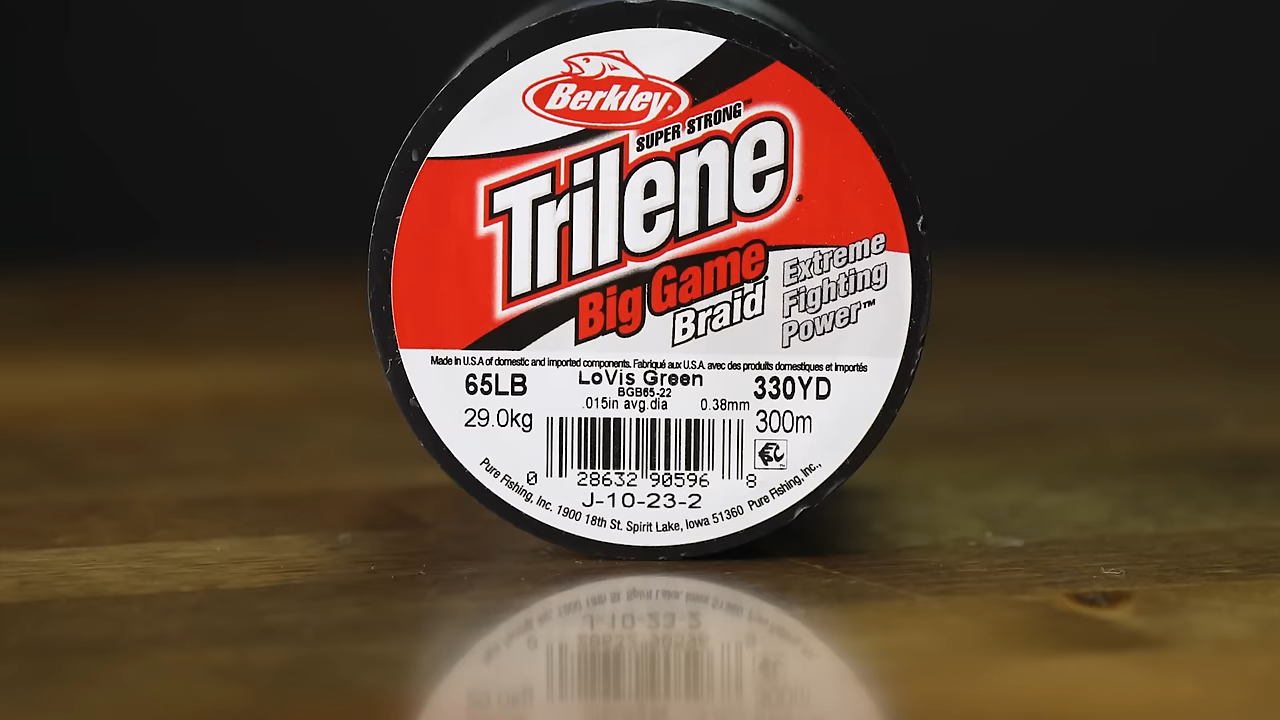 Berkley®
SUPER STRONG™
Trilene®
Big Game®
Braid
Extreme
Fighting
Power™
Made in U.S.A of domestic and imported components. Fabriqué aux U.S.A. avec des produits domestiques et importés
65LB LoVis Green 330YD
BGB65-22
29.0kg .015in avg.dia 0.38mm 300m
0 28632 90596 8
J-10-23-2
Pure Fishing, Inc. 1900 18th St. Spirit Lake, Iowa 51360 Pure Fishing, Inc.,